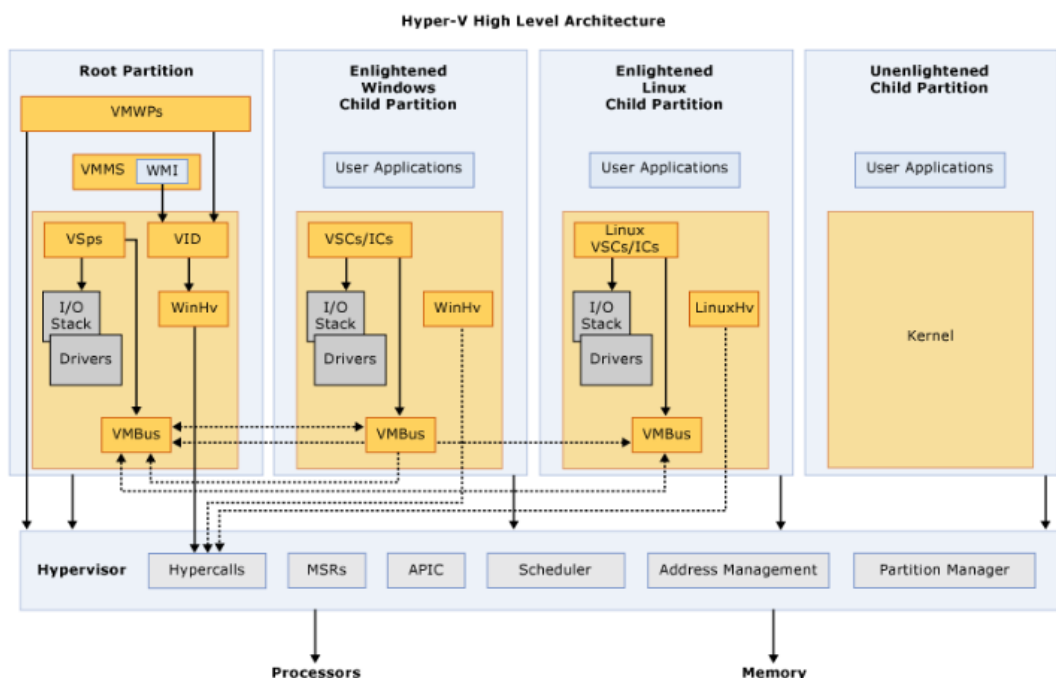 Hyper-V High Level Architecture
Root Partition
VMWPs
VMMS
WMI
VSps
VID
I/O
Stack
WinHv
Drivers
VMBus
Enlightened
Windows
Child Partition
User Applications
VSCs/ICs
I/O
Stack
WinHv
Drivers
VMBus
Enlightened
Linux
Child Partition
User Applications
Linux
VSCs/ICs
I/O
Stack
LinuxHv
Drivers
VMBus
Unenlightened
Child Partition
User Applications
Kernel
Hypervisor
Hypercalls
MSRs
APIC
Scheduler
Address Management
Partition Manager
Processors
Memory